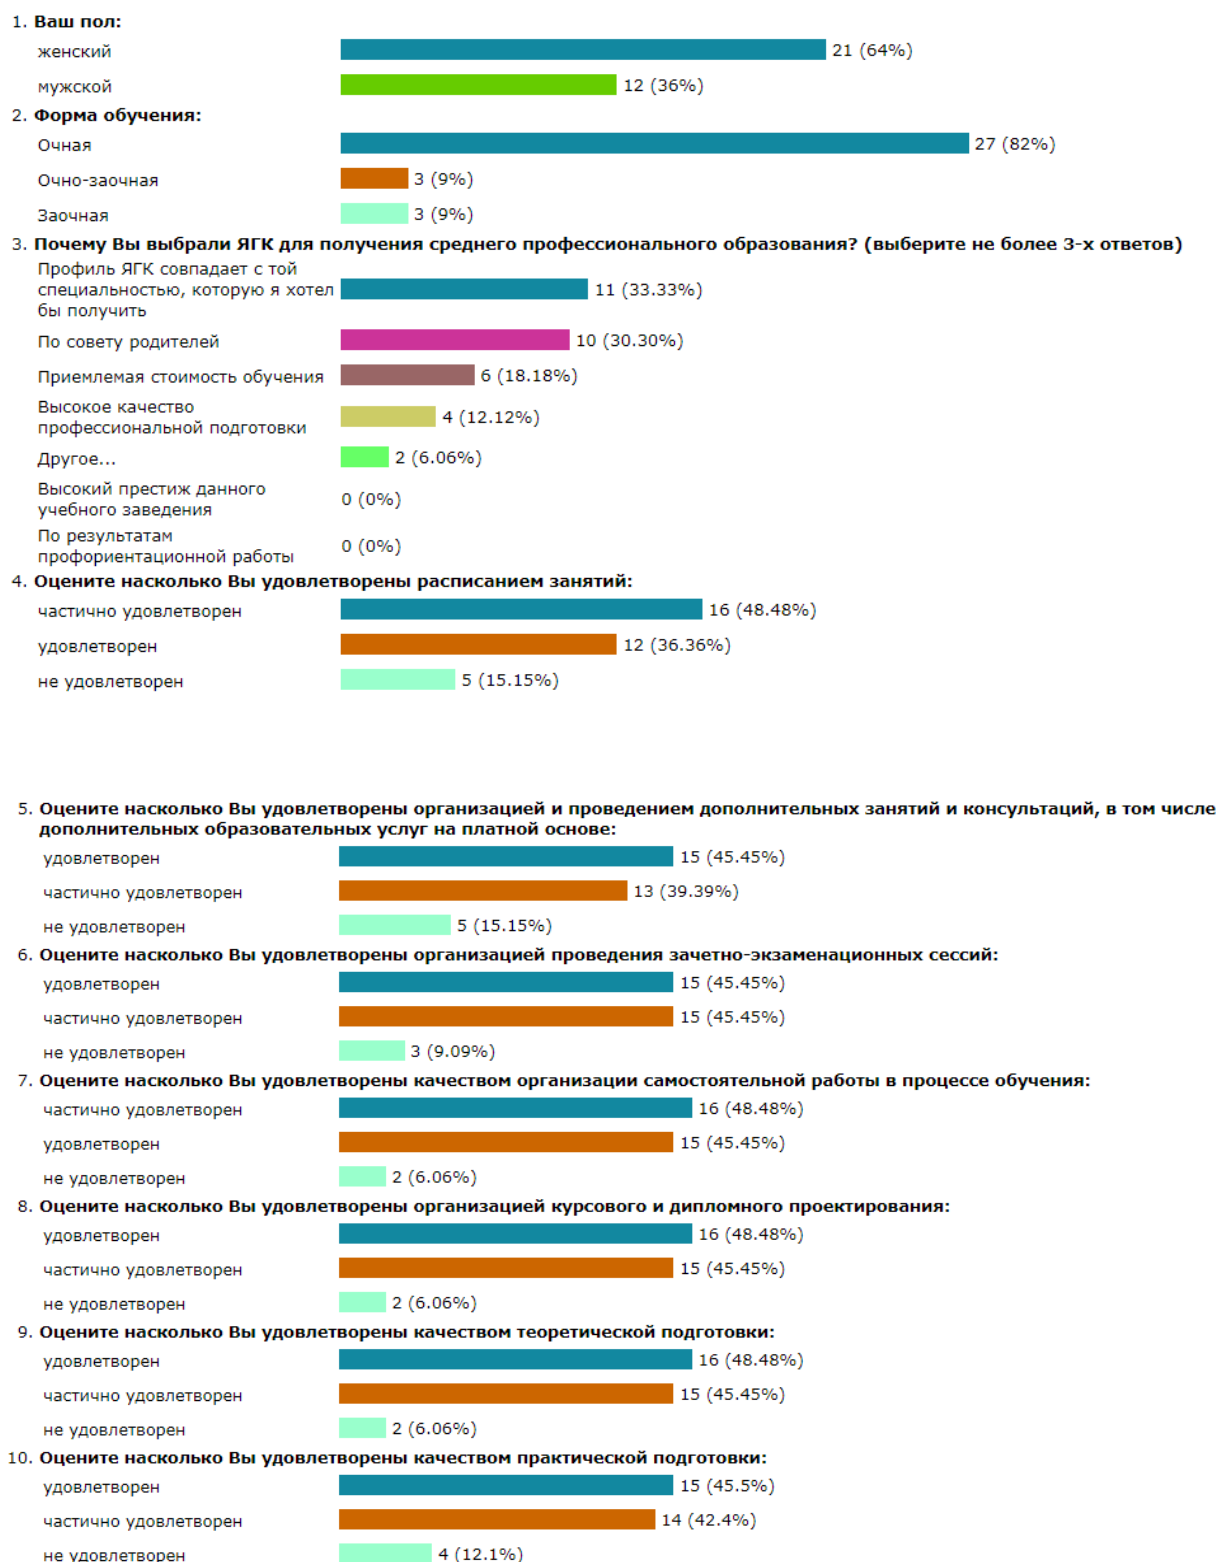 1. Ваш пол:
женский 21 (64%)
мужской 12 (36%)
2. Форма обучения:
Очная 27 (82%)
Очно-заочная 3 (9%)
Заочная 3 (9%)
3. Почему Вы выбрали ЯГК для получения среднего профессионального образования? (выберите не более 3-х ответов)
Профиль ЯГК совпадает с той
специальностью, которую я хотел 11 (33.33%)
бы получить
По совету родителей 10 (30.30%)
Приемлемая стоимость обучения 6 (18.18%)
Высокое качество
профессиональной подготовки 4 (12.12%)
Другое... 2 (6.06%)
Высокий престиж данного
учебного заведения 0 (0%)
По результатам
профориентационной работы 0 (0%)
4. Оцените насколько Вы удовлетворены расписанием занятий:
частично удовлетворен 16 (48.48%)
удовлетворен 12 (36.36%)
не удовлетворен 5 (15.15%)
5. Оцените насколько Вы удовлетворены организацией и проведением дополнительных занятий и консультаций, в том числе
дополнительных образовательных услуг на платной основе:
удовлетворен 15 (45.45%)
частично удовлетворен 13 (39.39%)
не удовлетворен 5 (15.15%)
6. Оцените насколько Вы удовлетворены организацией проведения зачетно-экзаменационных сессий:
удовлетворен 15 (45.45%)
частично удовлетворен 15 (45.45%)
не удовлетворен 3 (9.09%)
7. Оцените насколько Вы удовлетворены качеством организации самостоятельной работы в процессе обучения:
частично удовлетворен 16 (48.48%)
удовлетворен 15 (45.45%)
не удовлетворен 2 (6.06%)
8. Оцените насколько Вы удовлетворены организацией курсового и дипломного проектирования:
удовлетворен 16 (48.48%)
частично удовлетворен 15 (45.45%)
не удовлетворен 2 (6.06%)
9. Оцените насколько Вы удовлетворены качеством теоретической подготовки:
удовлетворен 16 (48.48%)
частично удовлетворен 15 (45.45%)
не удовлетворен 2 (6.06%)
10. Оцените насколько Вы удовлетворены качеством практической подготовки:
удовлетворен 15 (45.5%)
частично удовлетворен 14 (42.4%)
не удовлетворен 4 (12.1%)